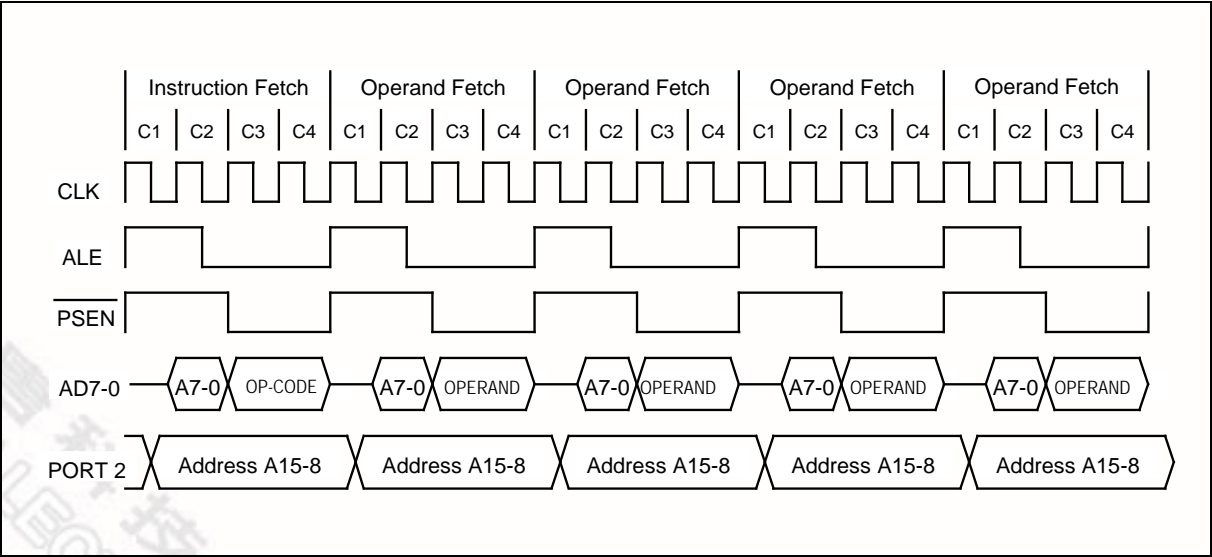 Instruction Fetch Operand Fetch Operand Fetch Operand Fetch Operand Fetch
C1 C2 C3 C4 C1 C2 C3 C4 C1 C2 C3 C4 C1 C2 C3 C4 C1 C2 C3 C4
CLK
ALE
PSEN
AD7-0 A7-0 OP-CODE A7-0 OPERAND A7-0 OPERAND A7-0 OPERAND A7-0 OPERAND
PORT 2 Address A15-8 Address A15-8 Address A15-8 Address A15-8 Address A15-8